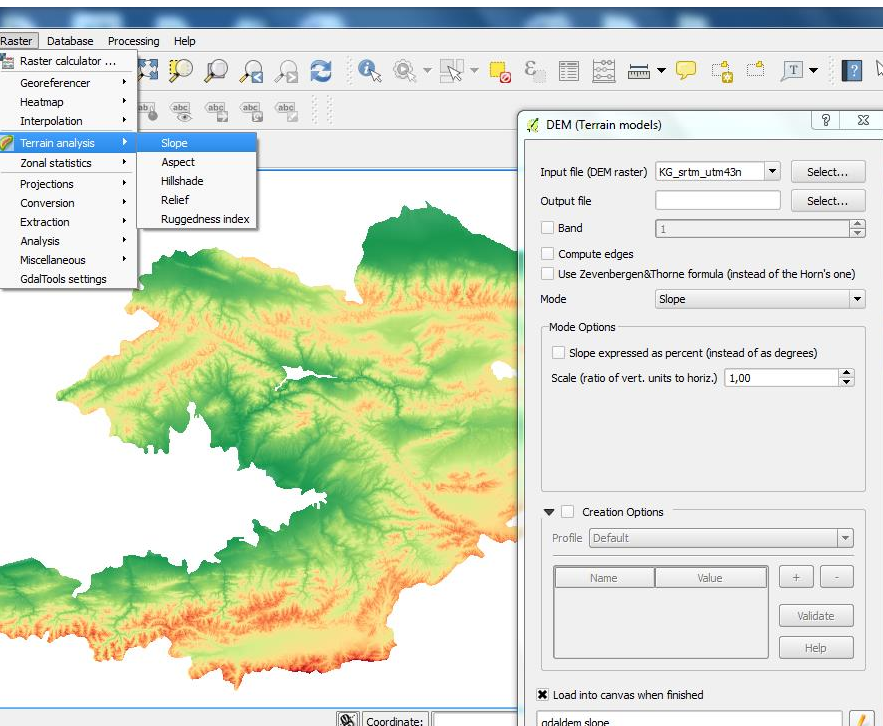 Raster Database Processing Help
Raster calculator ...
Georeferencer
Heatmap
Interpolation
Terrain analysis
Zonal statistics
Projections
Conversion
Extraction
Analysis
Miscellaneous
GdalTools settings
Slope
Aspect
Hillshade
Relief
Ruggedness index
abc abc abc abc
DEM (Terrain models)
Input file (DEM raster) KG_srtm_utm43n Select...
Output file Select...
Band 1
Compute edges
Use Zevenbergen&Thorne formula (instead of the Horn's one)
Mode Slope
Mode Options
Slope expressed as percent (instead of as degrees)
Scale (ratio of vert. units to horiz.) 1,00
Creation Options
Profile Default
Name Value + -
Validate
Help
Load into canvas when finished
gdaldem slope
Coordinate: